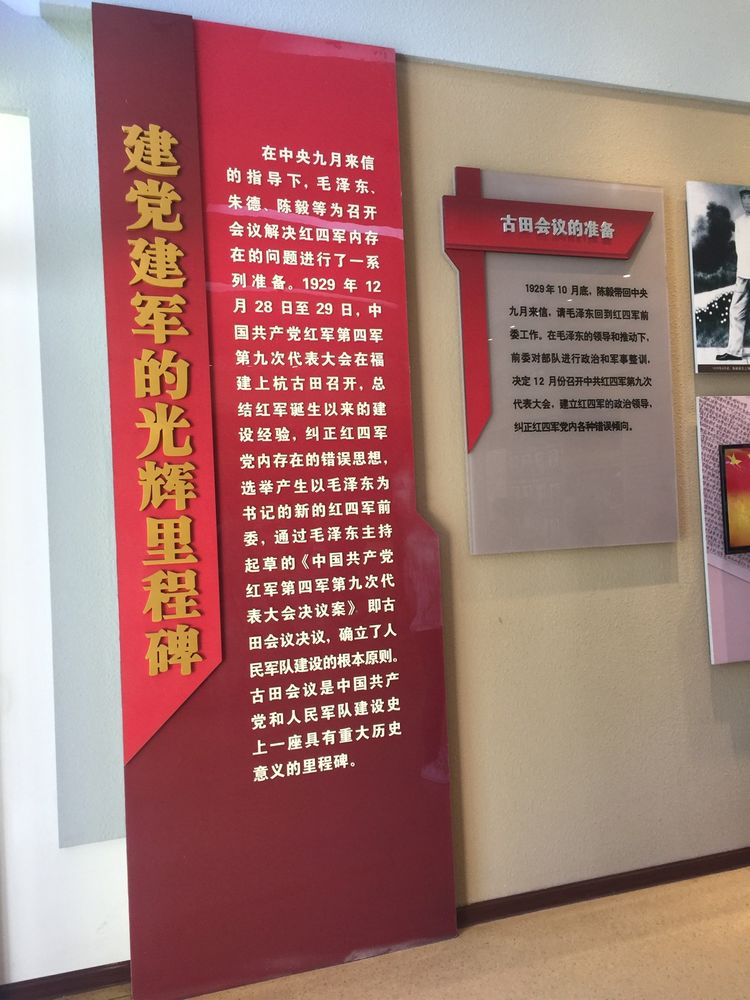 建党建军的光辉里程碑
在中央九月来信
的指导下，毛泽东、
朱德、陈毅等为召开
会议解决红四军内存
在的问题进行了一系
列准备。1929 年 12
月 28 日至 29 日，中
国共产党红军第四军
第九次代表大会在福
建上杭古田召开，总
结红军诞生以来的建
设经验，纠正红四军
党内存在的错误思想，
选举产生以毛泽东为
书记的新的红四军前
委，通过毛泽东主持
起草的《中国共产党
红军第四军第九次代
表大会决议案》即古
田会议决议，确立了人
民军队建设的根本原则。
古田会议是中国共产
党和人民军队建设史
上一座具有重大历史
意义的里程碑。
古田会议的准备
1929年 10 月底，陈毅带回中央
九月来信，请毛泽东回到红四军前
委工作。在毛泽东的领导和推动下，
前委对部队进行政治和军事整训，
决定 12 月份召开中共红四军第九次
代表大会，建立红四军的政治领导，
纠正红四军党内各种错误倾向。